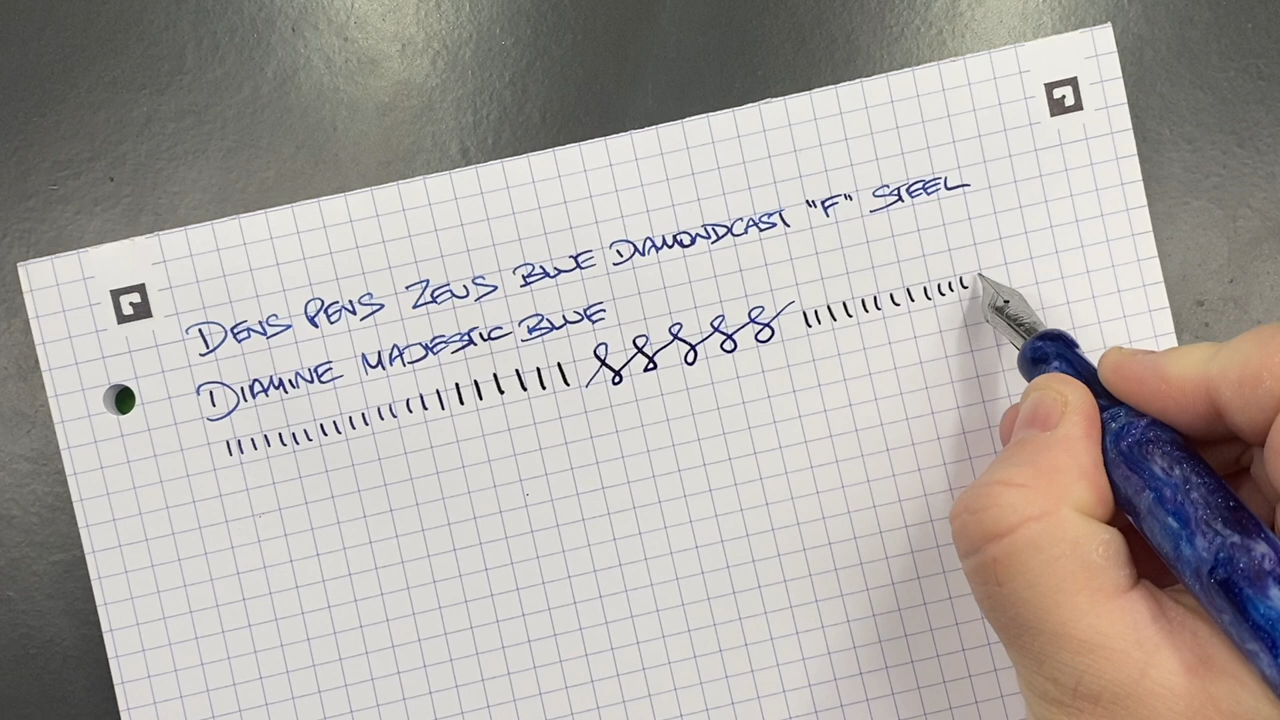 DENS PENS ZEUS BLUE DIAMONDCAST "F" STEEL
DIAMINE MAJESTIC BLUE